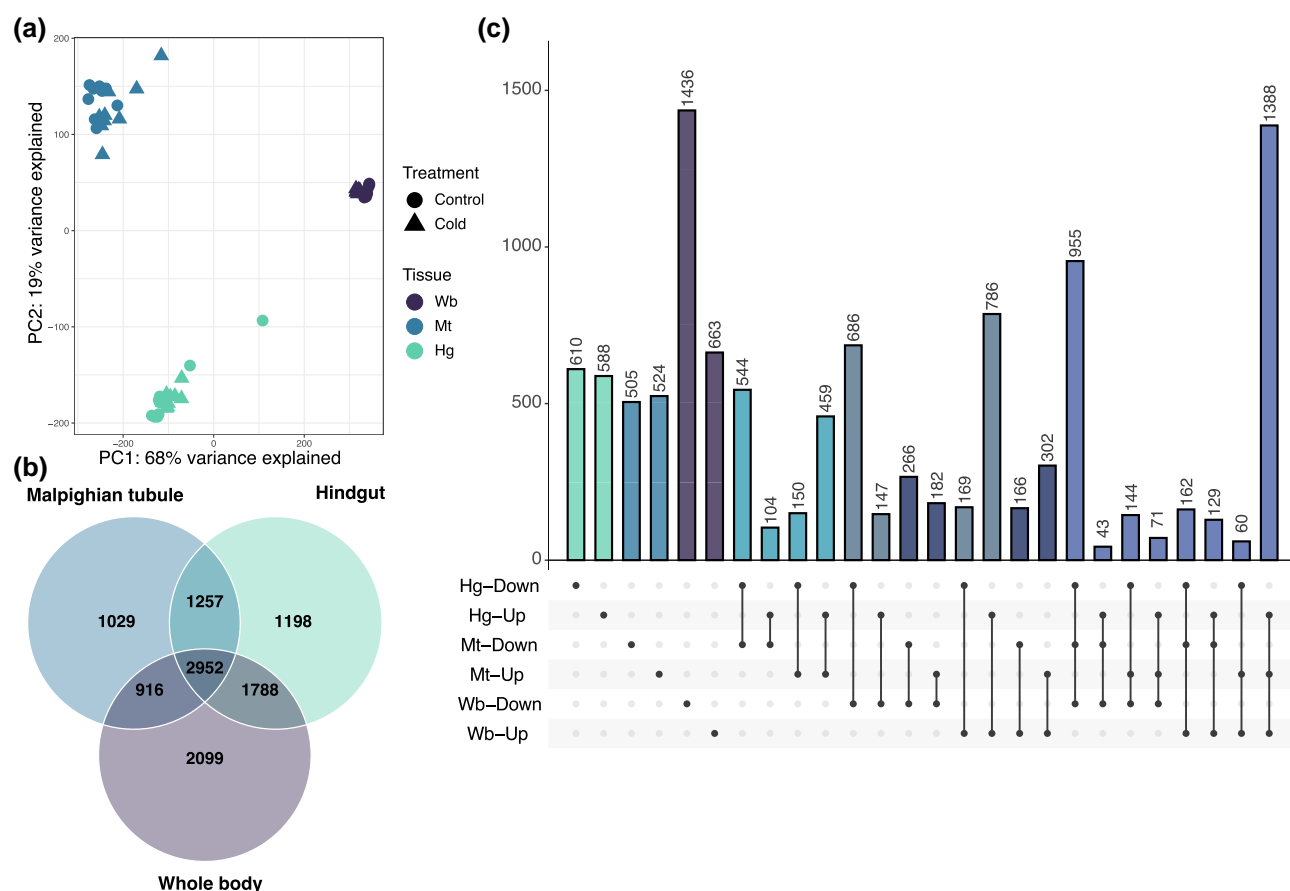 (a)
200
100
0
−100
−200
−200
0
200
PC2: 19% variance explained
PC1: 68% variance explained
Treatment
Control
Cold
Tissue
Wb
Mt
Hg
(b)
Malpighian tubule
Hindgut
1257
1029
1198
2952
916
1788
2099
Whole body
(c)
1500
1000
500
0
610
588
505
524
1436
663
544
104
150
459
686
147
266
182
169
786
166
302
955
43
144
71
162
129
60
1388
Hg−Down
Hg−Up
Mt−Down
Mt−Up
Wb−Down
Wb−Up